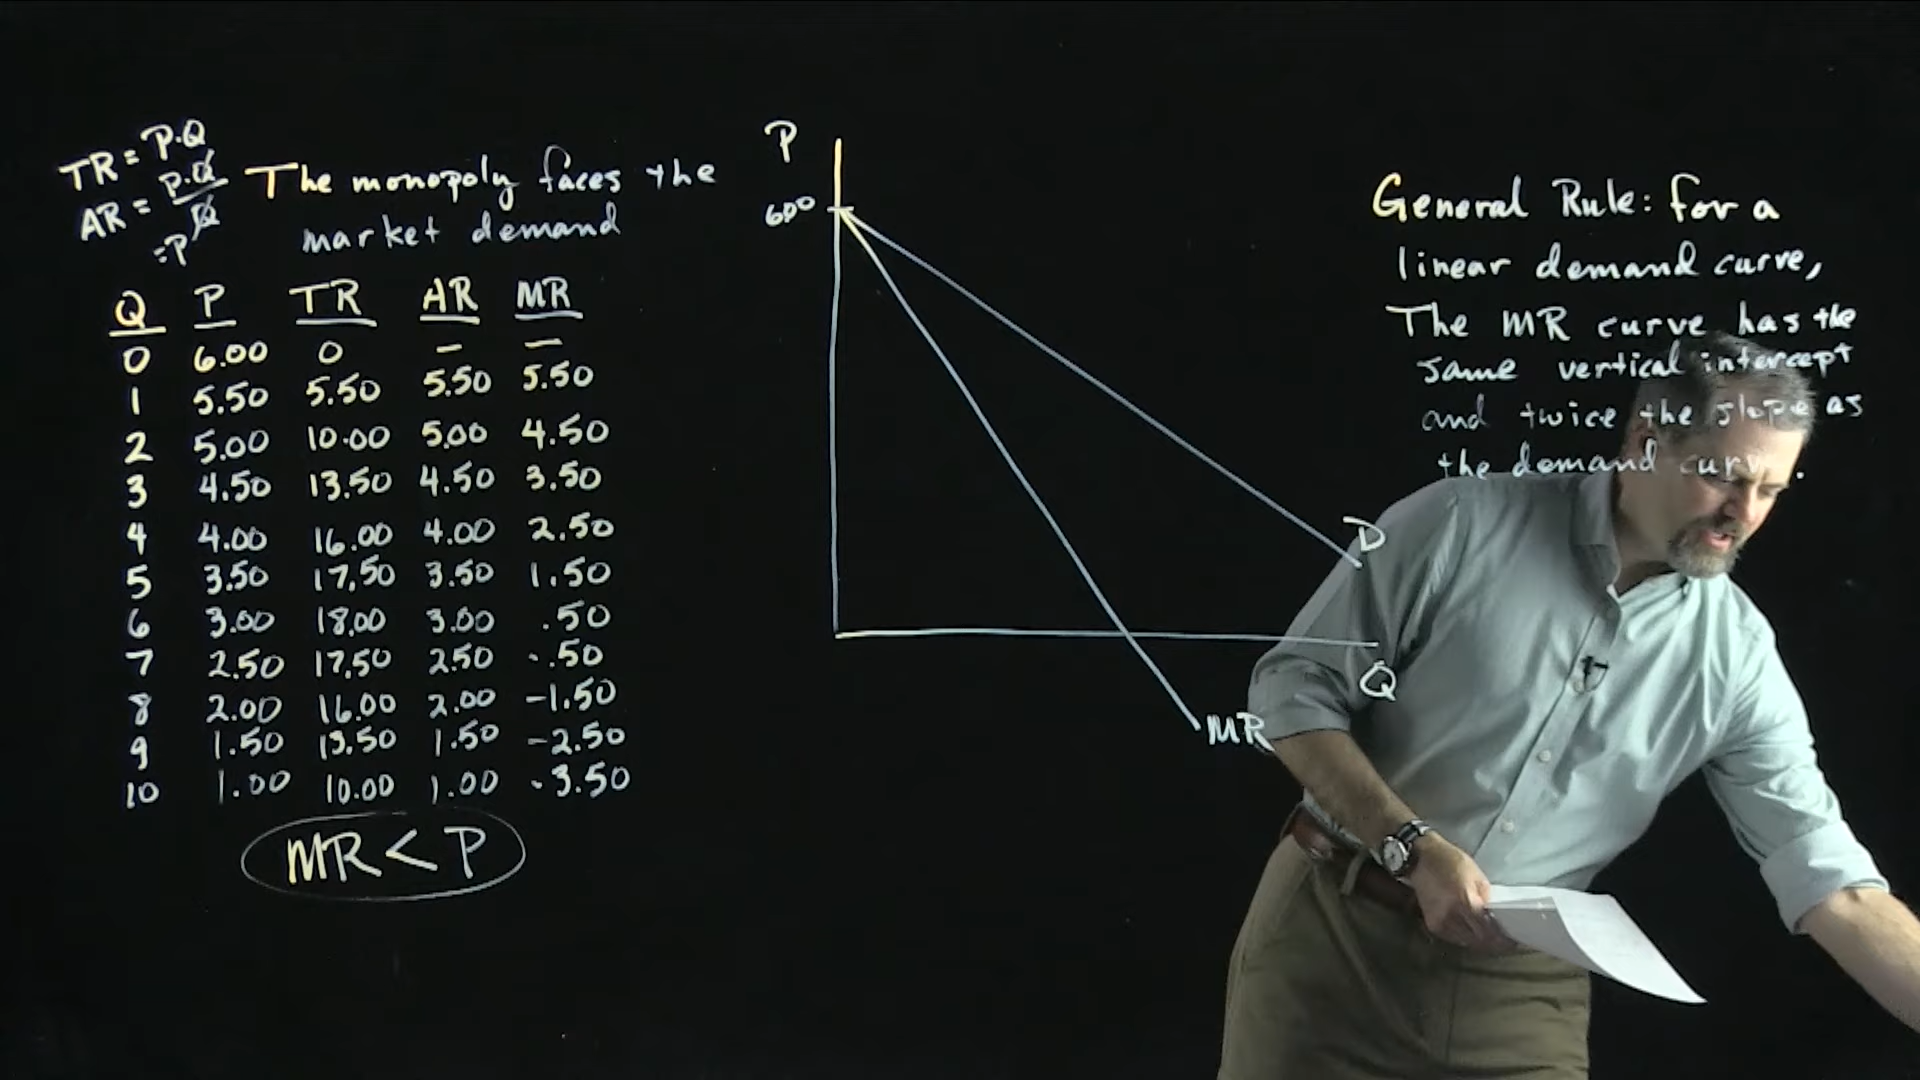 TR = P·Q
AR = P·Q / Q
=P
The monopoly faces the
market demand
Q P TR AR MR
0 6.00 0 — —
1 5.50 5.50 5.50 5.50
2 5.00 10.00 5.00 4.50
3 4.50 13.50 4.50 3.50
4 4.00 16.00 4.00 2.50
5 3.50 17.50 3.50 1.50
6 3.00 18.00 3.00 .50
7 2.50 17.50 2.50 -.50
8 2.00 16.00 2.00 -1.50
9 1.50 13.50 1.50 -2.50
10 1.00 10.00 1.00 -3.50
MR < P
P
6.00
D
Q
MR
General Rule: for a
linear demand curve,
The MR curve has the
same vertical intercept
and twice the slope as
the demand curve.